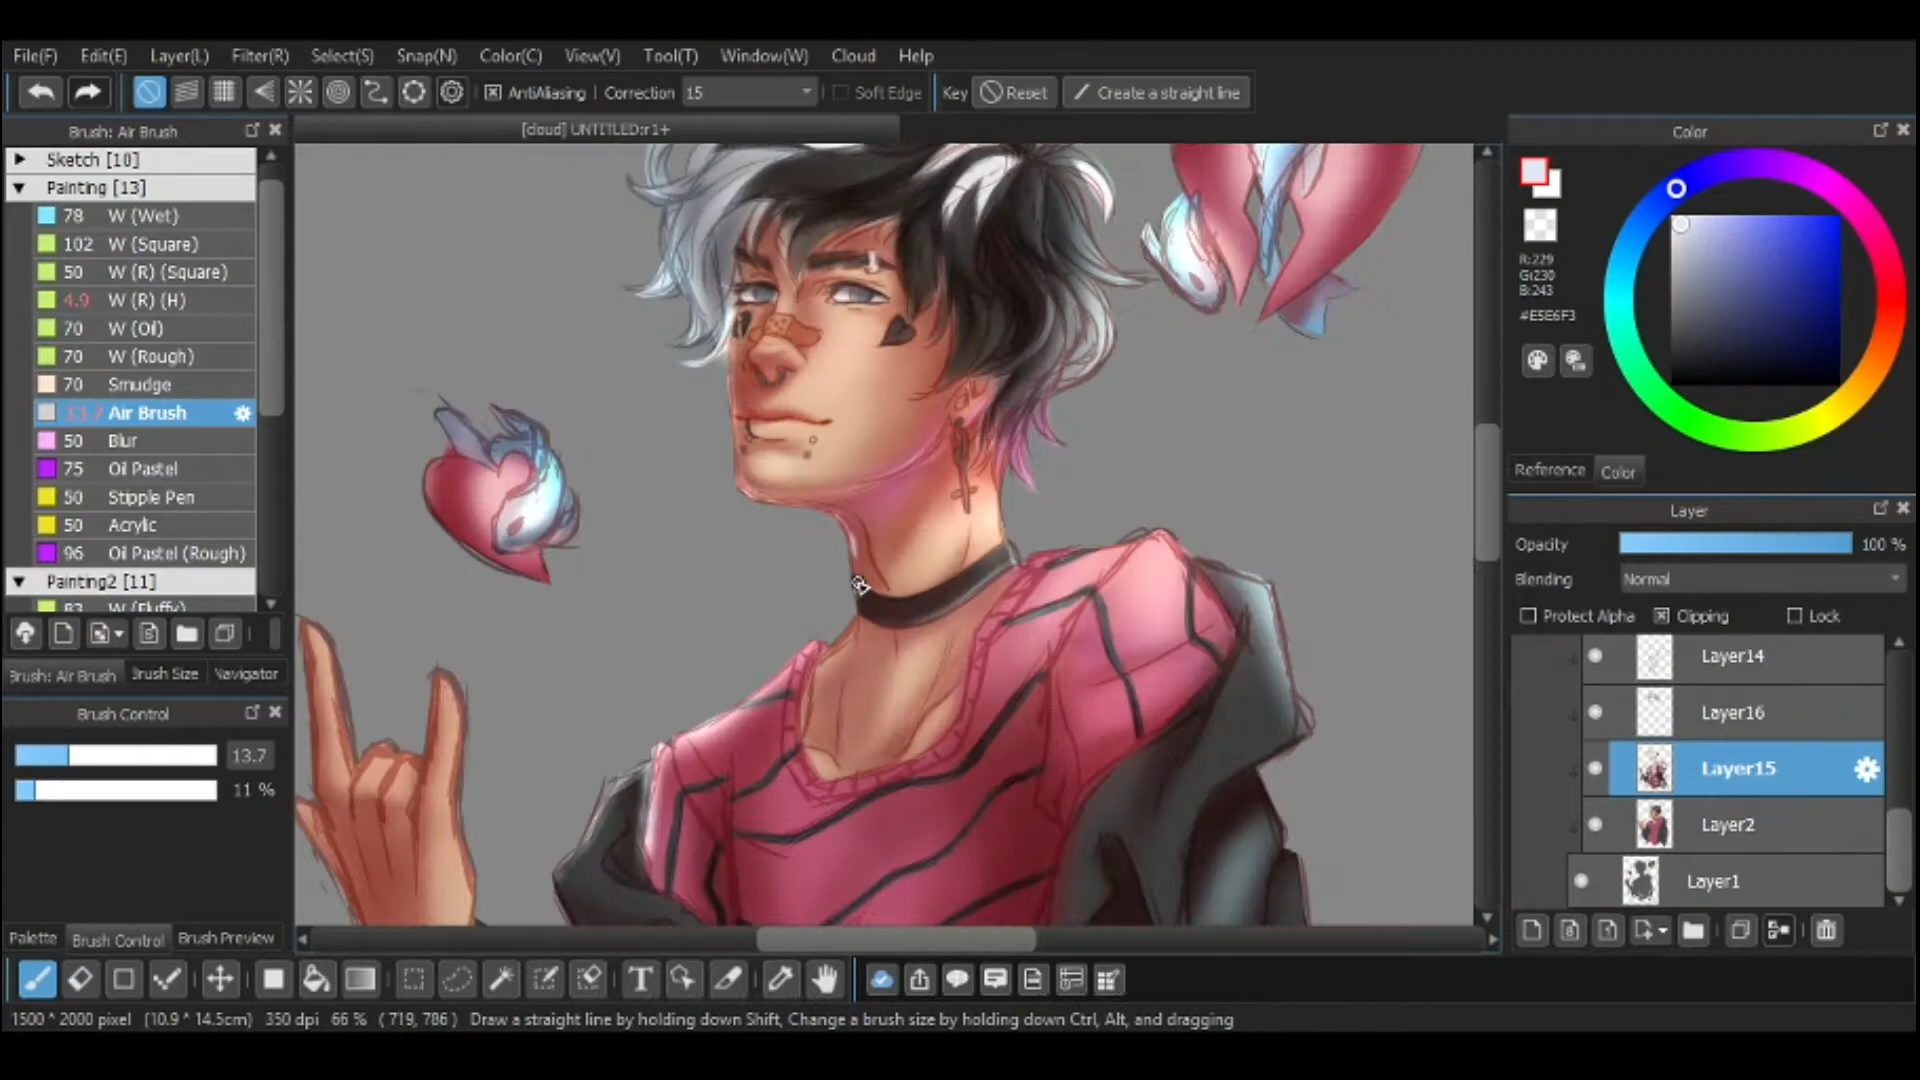 File(F) Edit(E) Layer(L) Filter(R) Select(S) Snap(N) Color(C) View(V) Tool(T) Window(W) Cloud Help
AntiAliasing Correction 15 Soft Edge Key Reset Create a straight line
Brush: Air Brush
[cloud] UNTITLED:r1+
Color
Sketch [10]
Painting [13]
78 W (Wet)
102 W (Square)
50 W (R) (Square)
4.9 W (R) (H)
70 W (Oil)
70 W (Rough)
70 Smudge
13.7 Air Brush
50 Blur
75 Oil Pastel
50 Stipple Pen
50 Acrylic
96 Oil Pastel (Rough)
Painting2 [11]
83 W (Fluffy)
Brush: Air Brush Brush Size Navigator
Brush Control
13.7
11 %
Palette Brush Control Brush Preview
R:229
G:230
B:243
#E5E6F3
Reference Color
Layer
Opacity 100 %
Blending Normal
Protect Alpha Clipping Lock
Layer14
Layer16
Layer15
Layer2
Layer1
1500 * 2000 pixel (10.9 * 14.5cm) 350 dpi 66 % ( 719, 786 ) Draw a straight line by holding down Shift, Change a brush size by holding down Ctrl, Alt, and dragging